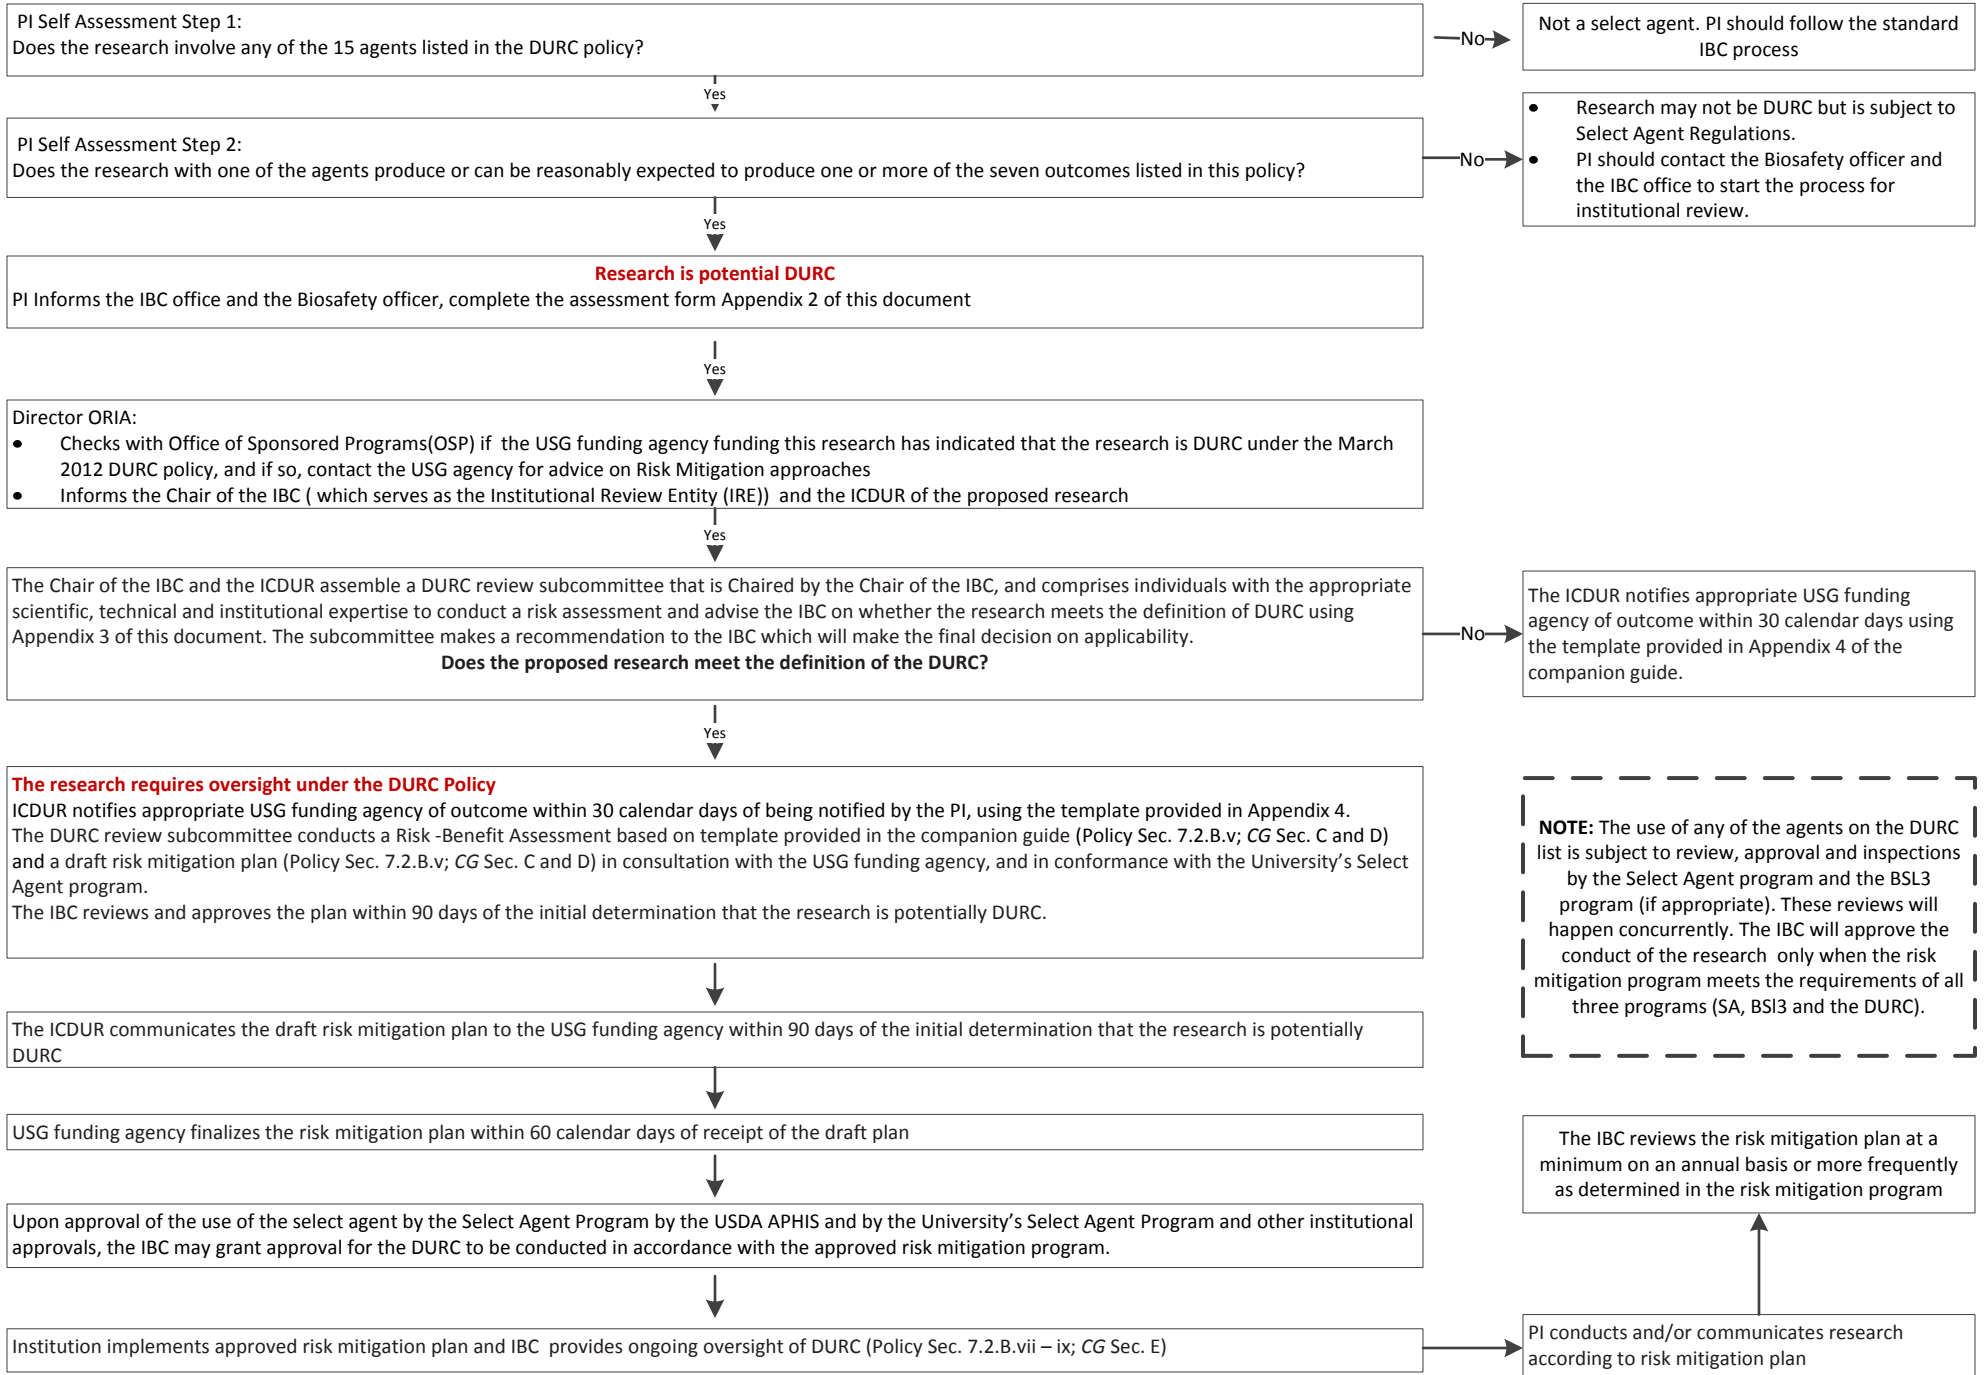 PI Self Assessment Step 1:
Does the research involve any of the 15 agents listed in the DURC policy?
No
Not a select agent. PI should follow the standard
IBC process
Yes
PI Self Assessment Step 2:
Does the research with one of the agents produce or can be reasonably expected to produce one or more of the seven outcomes listed in this policy?
No
• Research may not be DURC but is subject to
Select Agent Regulations.
• PI should contact the Biosafety officer and
the IBC office to start the process for
institutional review.
Yes
Research is potential DURC
PI Informs the IBC office and the Biosafety officer, complete the assessment form Appendix 2 of this document
Yes
Director ORIA:
• Checks with Office of Sponsored Programs(OSP) if the USG funding agency funding this research has indicated that the research is DURC under the March
2012 DURC policy, and if so, contact the USG agency for advice on Risk Mitigation approaches
• Informs the Chair of the IBC ( which serves as the Institutional Review Entity (IRE)) and the ICDUR of the proposed research
Yes
The Chair of the IBC and the ICDUR assemble a DURC review subcommittee that is Chaired by the Chair of the IBC, and comprises individuals with the appropriate
scientific, technical and institutional expertise to conduct a risk assessment and advise the IBC on whether the research meets the definition of DURC using
Appendix 3 of this document. The subcommittee makes a recommendation to the IBC which will make the final decision on applicability.
Does the proposed research meet the definition of the DURC?
No
The ICDUR notifies appropriate USG funding
agency of outcome within 30 calendar days using
the template provided in Appendix 4 of the
companion guide.
Yes
The research requires oversight under the DURC Policy
ICDUR notifies appropriate USG funding agency of outcome within 30 calendar days of being notified by the PI, using the template provided in Appendix 4.
The DURC review subcommittee conducts a Risk -Benefit Assessment based on template provided in the companion guide (Policy Sec. 7.2.B.v; CG Sec. C and D)
and a draft risk mitigation plan (Policy Sec. 7.2.B.v; CG Sec. C and D) in consultation with the USG funding agency, and in conformance with the University's Select
Agent program.
The IBC reviews and approves the plan within 90 days of the initial determination that the research is potentially DURC.
NOTE: The use of any of the agents on the DURC
list is subject to review, approval and inspections
by the Select Agent program and the BSL3
program (if appropriate). These reviews will
happen concurrently. The IBC will approve the
conduct of the research only when the risk
mitigation program meets the requirements of all
three programs (SA, BSl3 and the DURC).
The ICDUR communicates the draft risk mitigation plan to the USG funding agency within 90 days of the initial determination that the research is potentially
DURC
USG funding agency finalizes the risk mitigation plan within 60 calendar days of receipt of the draft plan
Upon approval of the use of the select agent by the Select Agent Program by the USDA APHIS and by the University's Select Agent Program and other institutional
approvals, the IBC may grant approval for the DURC to be conducted in accordance with the approved risk mitigation program.
Institution implements approved risk mitigation plan and IBC provides ongoing oversight of DURC (Policy Sec. 7.2.B.vii – ix; CG Sec. E)
PI conducts and/or communicates research
according to risk mitigation plan
The IBC reviews the risk mitigation plan at a
minimum on an annual basis or more frequently
as determined in the risk mitigation program